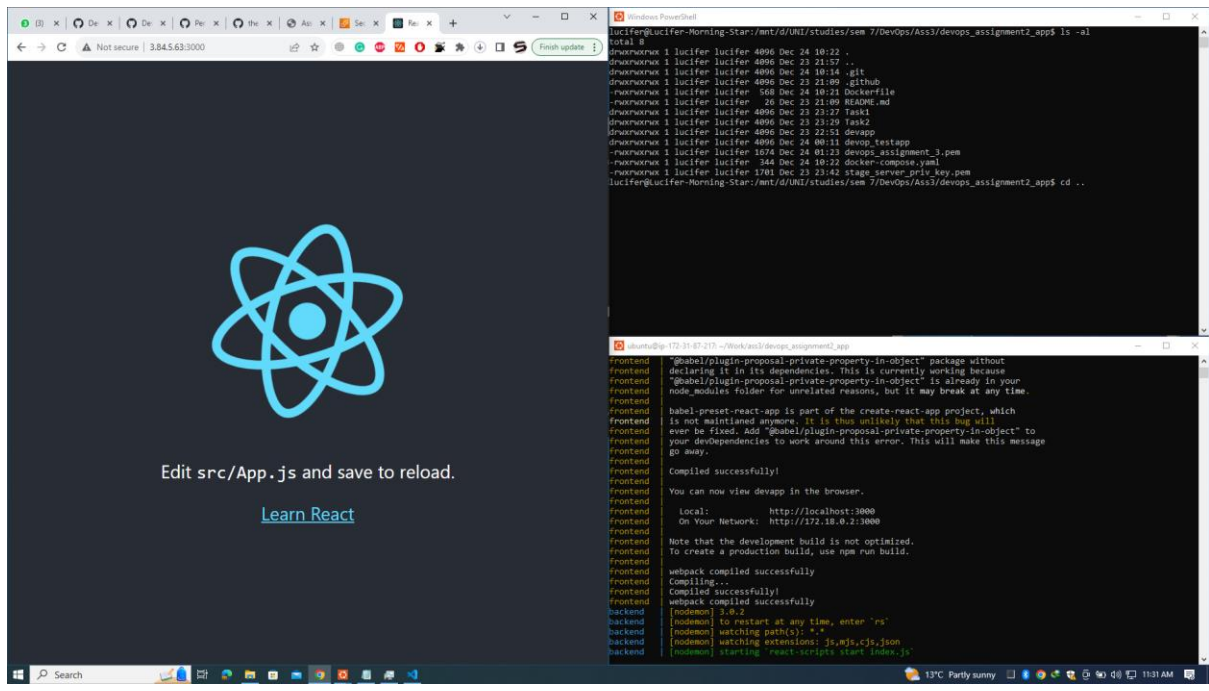 (3)
De
De
Pe
the
Ass
Se
Re
Not secure | 3.84.5.63:3000
Finish update
Edit src/App.js and save to reload.
Learn React
Windows PowerShell
lucifer@Lucifer-Morning-Star:/mnt/d/UNI/studies/sem 7/DevOps/Ass3/devops_assignment2_app$ ls -al
total 8
drwxrwxrwx 1 lucifer lucifer 4096 Dec 24 10:22 .
drwxrwxrwx 1 lucifer lucifer 4096 Dec 23 21:57 ..
drwxrwxrwx 1 lucifer lucifer 4096 Dec 24 10:14 .git
drwxrwxrwx 1 lucifer lucifer 4096 Dec 23 21:09 .github
-rwxrwxrwx 1 lucifer lucifer 568 Dec 24 10:21 Dockerfile
-rwxrwxrwx 1 lucifer lucifer 26 Dec 23 21:09 README.md
drwxrwxrwx 1 lucifer lucifer 4096 Dec 23 23:27 Task1
drwxrwxrwx 1 lucifer lucifer 4096 Dec 23 23:29 Task2
drwxrwxrwx 1 lucifer lucifer 4096 Dec 23 22:51 devapp
drwxrwxrwx 1 lucifer lucifer 4096 Dec 24 00:11 devop_testapp
-rwxrwxrwx 1 lucifer lucifer 1674 Dec 24 01:23 devops_assignment_3.pem
-rwxrwxrwx 1 lucifer lucifer 344 Dec 24 10:22 docker-compose.yaml
-rwxrwxrwx 1 lucifer lucifer 1701 Dec 23 23:42 stage_server_priv_key.pem
lucifer@Lucifer-Morning-Star:/mnt/d/UNI/studies/sem 7/DevOps/Ass3/devops_assignment2_app$ cd ..
ubuntu@ip-172-31-87-217: ~/Work/ass3/devops_assignment2_app
frontend | "@babel/plugin-proposal-private-property-in-object" package without
frontend | declaring it in its dependencies. This is currently working because
frontend | "@babel/plugin-proposal-private-property-in-object" is already in your
frontend | node_modules folder for unrelated reasons, but it may break at any time.
frontend |
frontend | babel-preset-react-app is part of the create-react-app project, which
frontend | is not maintianed anymore. It is thus unlikely that this bug will
frontend | ever be fixed. Add "@babel/plugin-proposal-private-property-in-object" to
frontend | your devDependencies to work around this error. This will make this message
frontend | go away.
frontend |
frontend | Compiled successfully!
frontend |
frontend | You can now view devapp in the browser.
frontend |
frontend | Local: http://localhost:3000
frontend | On Your Network: http://172.18.0.2:3000
frontend |
frontend | Note that the development build is not optimized.
frontend | To create a production build, use npm run build.
frontend |
frontend | webpack compiled successfully
frontend | Compiling...
frontend | Compiled successfully!
frontend | webpack compiled successfully
backend | [nodemon] 3.0.2
backend | [nodemon] to restart at any time, enter `rs`
backend | [nodemon] watching path(s): *.*
backend | [nodemon] watching extensions: js,mjs,cjs,json
backend | [nodemon] starting `react-scripts start index.js`
Search
13°C Partly sunny
11:31 AM